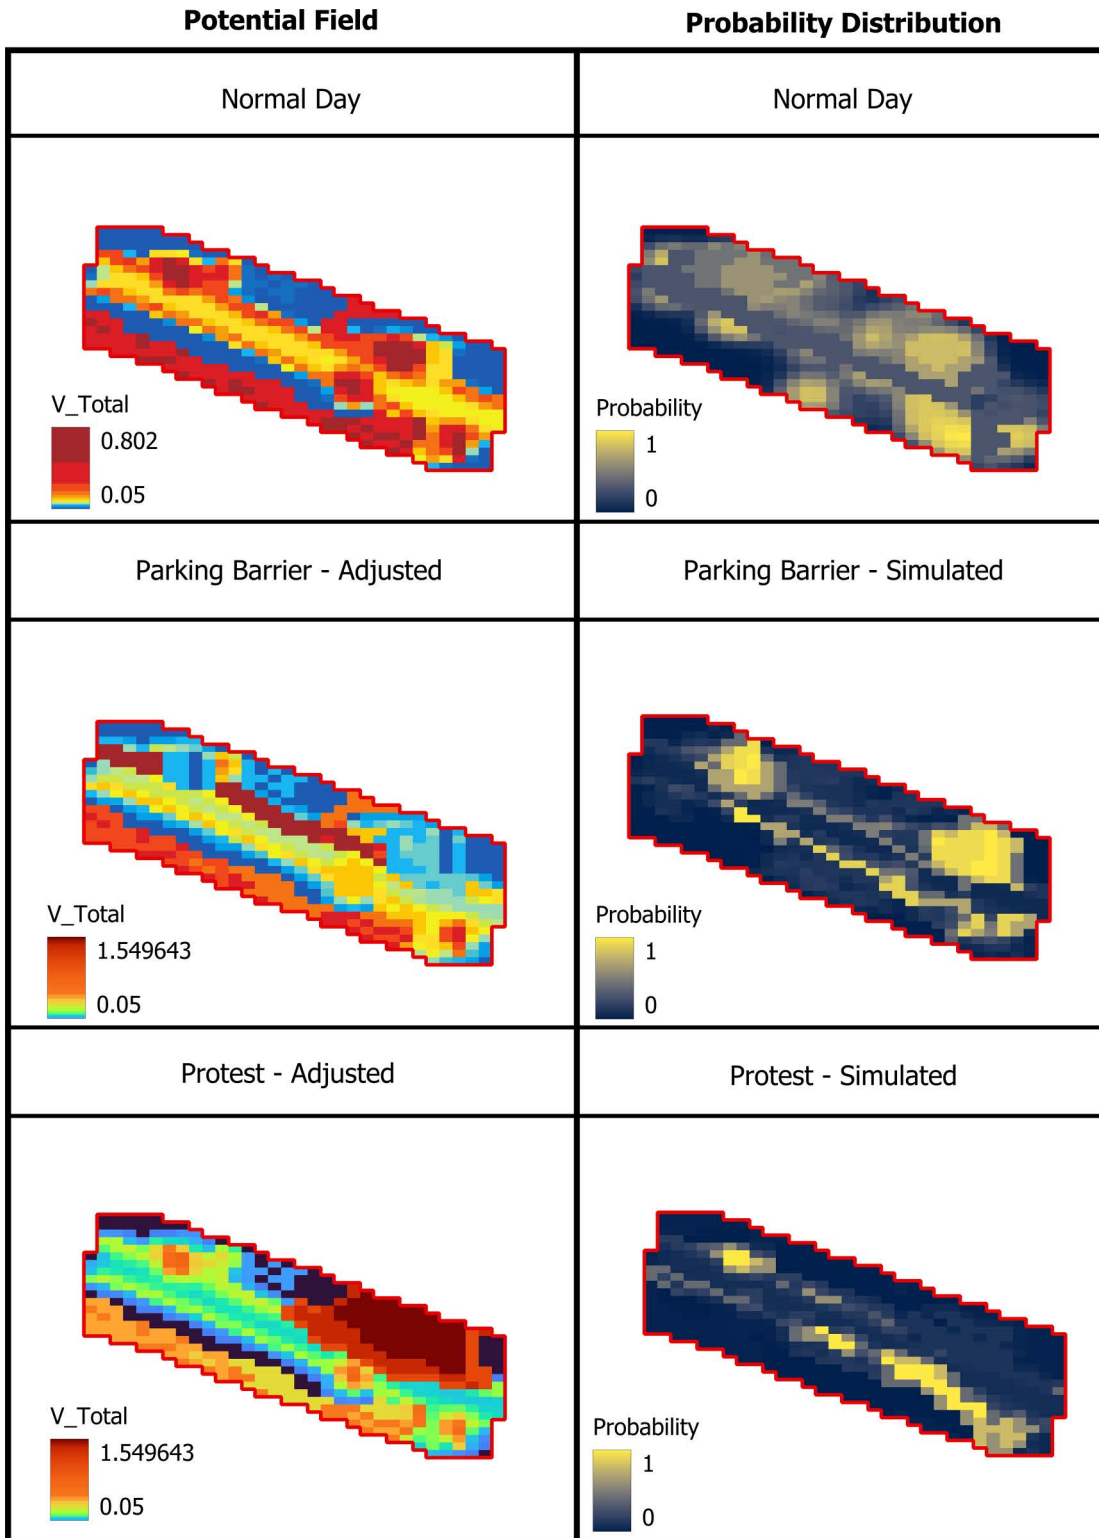 Potential Field
Probability Distribution
Normal Day
Normal Day
V_Total
0.802
0.05
Probability
1
0
Parking Barrier - Adjusted
Parking Barrier - Simulated
V_Total
1.549643
0.05
Probability
1
0
Protest - Adjusted
Protest - Simulated
V_Total
1.549643
0.05
Probability
1
0